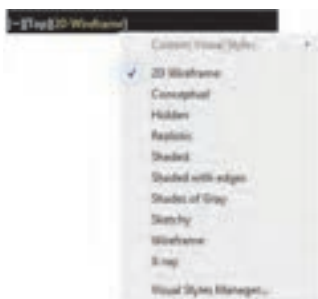 [−][Top][2D Wireframe]
Custom Visual Styles
2D Wireframe
Conceptual
Hidden
Realistic
Shaded
Shaded with edges
Shades of Gray
Sketchy
Wireframe
X-ray
Visual Styles Manager...